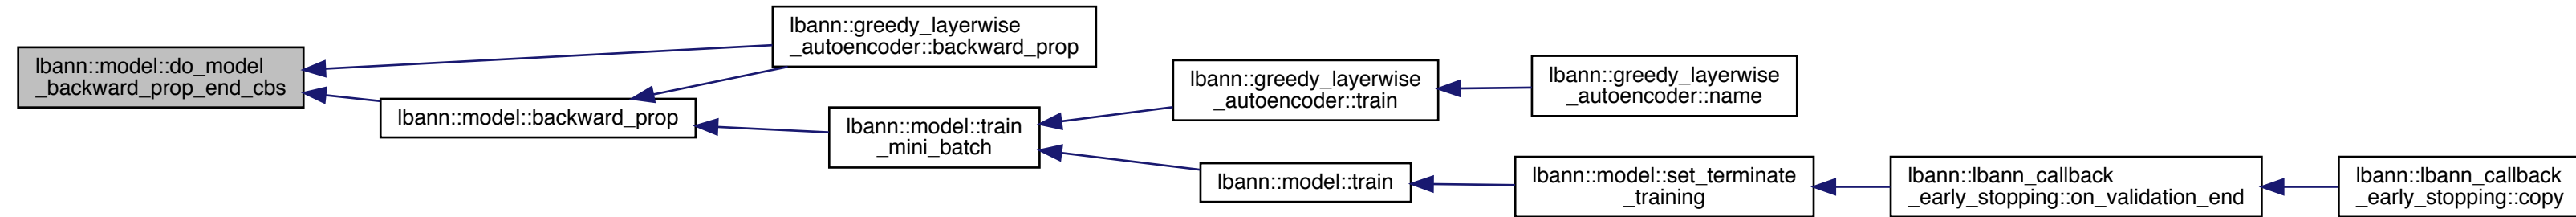 lbann::model::do_model
_backward_prop_end_cbs
lbann::greedy_layerwise
_autoencoder::backward_prop
lbann::model::backward_prop
lbann::model::train
_mini_batch
lbann::greedy_layerwise
_autoencoder::train
lbann::greedy_layerwise
_autoencoder::name
lbann::model::train
lbann::model::set_terminate
_training
lbann::lbann_callback
_early_stopping::on_validation_end
lbann::lbann_callback
_early_stopping::copy